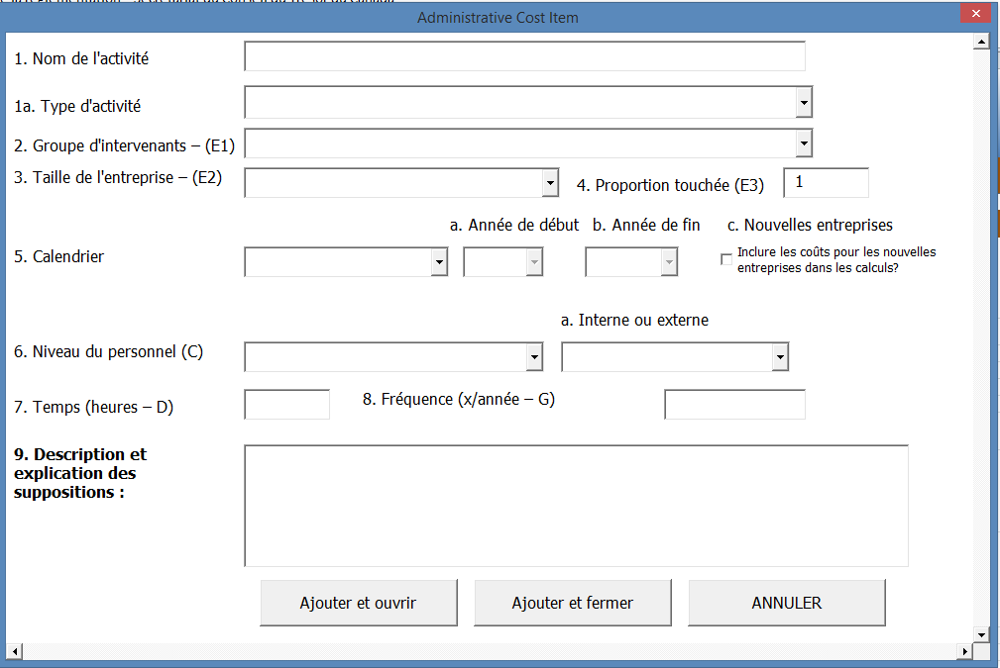 Administrative Cost Item
1. Nom de l'activité
1a. Type d'activité
2. Groupe d'intervenants – (E1)
3. Taille de l'entreprise – (E2)
4. Proportion touchée (E3)
1
a. Année de début
b. Année de fin
c. Nouvelles entreprises
5. Calendrier
Inclure les coûts pour les nouvelles
entreprises dans les calculs?
a. Interne ou externe
6. Niveau du personnel (C)
7. Temps (heures – D)
8. Fréquence (x/année – G)
9. Description et
explication des
suppositions :
Ajouter et ouvrir
Ajouter et fermer
ANNULER